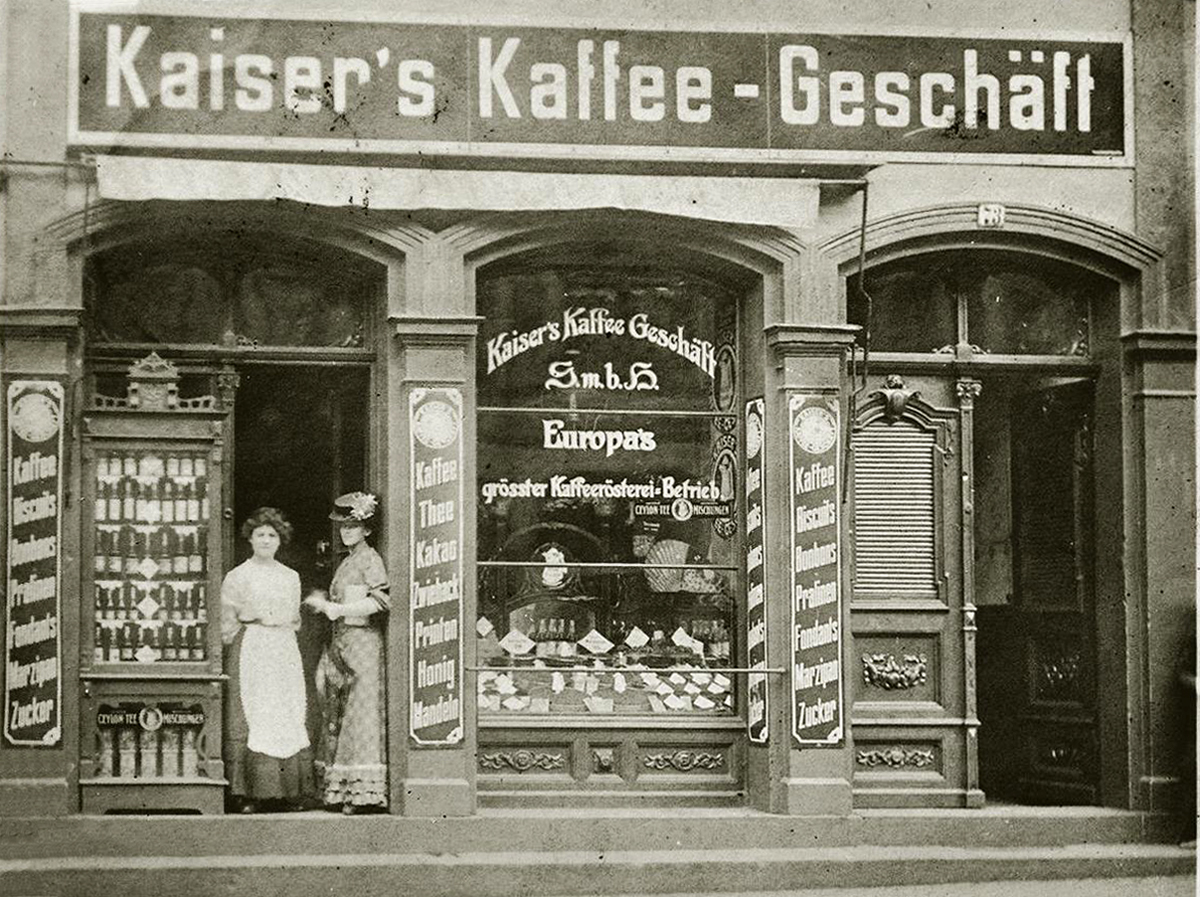 Kaiser's Kaffee-Geschäft
73
Kaiser's Kaffee Geschäft
G.m.b.H.
Europa's
grösster Kaffeerösterei-Betrieb.
CEYLON TEE MISCHUNGEN
Kaffee
Biscuits
Bonbons
Pralinen
Fondants
Marzipan
Zucker
CEYLON TEE MISCHUNGEN
Kaffee
Thee
Kakao
Zwieback
Printen
Honig
Mandeln
Kaffee
Biscuits
Bonbons
Pralinen
Fondants
Marzipan
Zucker